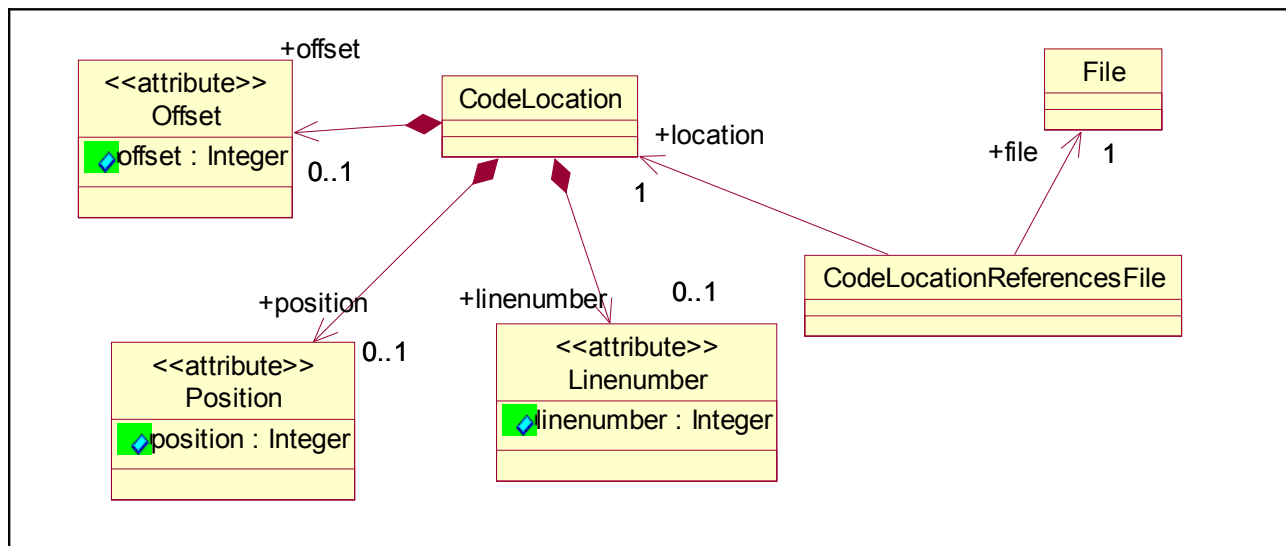 +offset
<<attribute>>
Offset
offset : Integer
0..1
CodeLocation
+location
1
File
+file
1
CodeLocationReferencesFile
+position
0..1
<<attribute>>
Position
position : Integer
+linenumber
0..1
<<attribute>>
Linenumber
linenumber : Integer